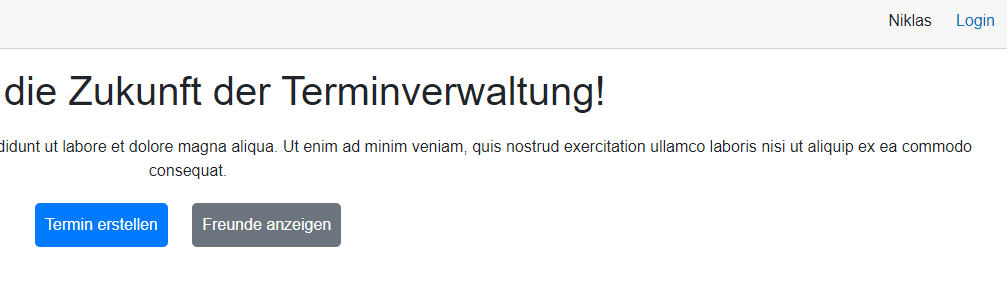 Niklas Login
die Zukunft der Terminverwaltung!
didunt ut labore et dolore magna aliqua. Ut enim ad minim veniam, quis nostrud exercitation ullamco laboris nisi ut aliquip ex ea commodo
consequat.
Termin erstellen Freunde anzeigen